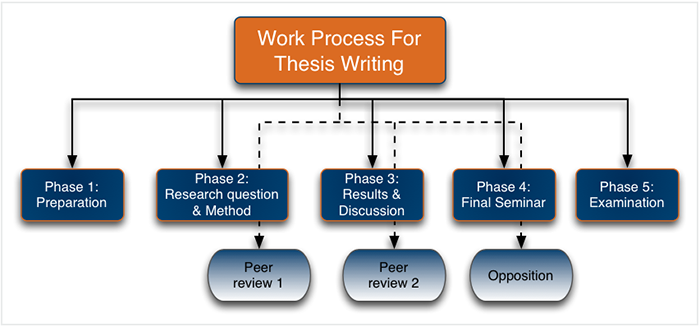 Work Process For
Thesis Writing
Phase 1:
Preparation
Phase 2:
Research question
& Method
Phase 3:
Results &
Discussion
Phase 4:
Final Seminar
Phase 5:
Examination
Peer
review 1
Peer
review 2
Opposition